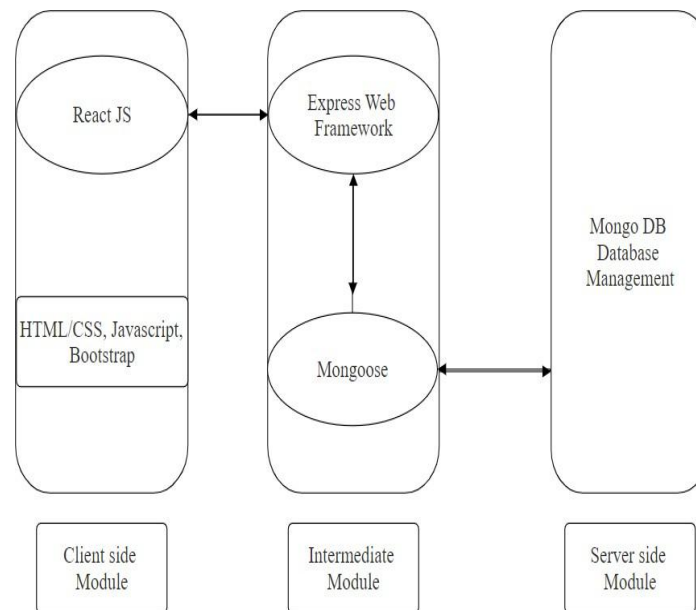 React JS
Express Web
Framework
Mongo DB
Database
Management
HTML/CSS, Javascript,
Bootstrap
Mongoose
Client side
Module
Intermediate
Module
Server side
Module